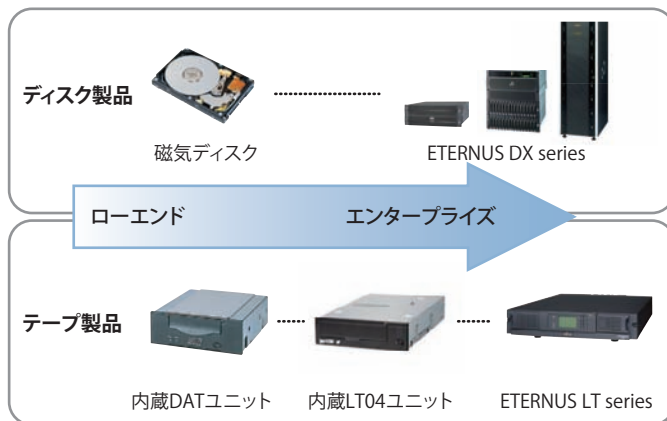 ディスク製品
磁気ディスク
ETERNUS DX series
ローエンド
エンタープライズ
テープ製品
内蔵DATユニット
内蔵LT04ユニット
ETERNUS LT series